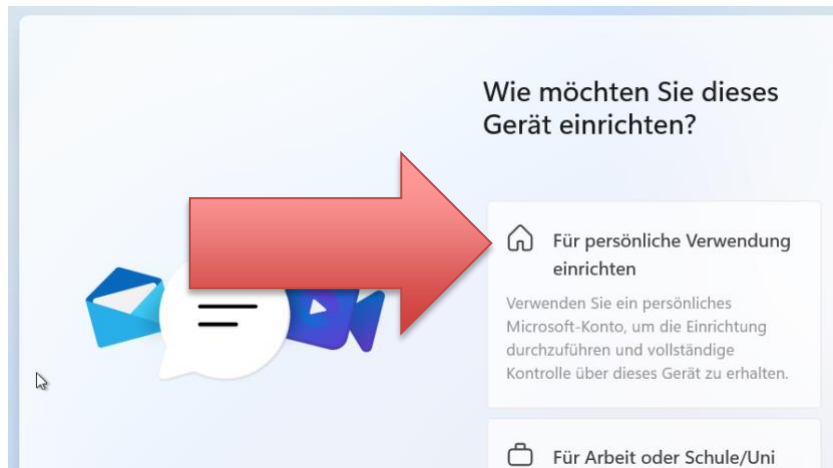 Wie möchten Sie dieses
Gerät einrichten?
Für persönliche Verwendung
einrichten
Verwenden Sie ein persönliches
Microsoft-Konto, um die Einrichtung
durchzuführen und vollständige
Kontrolle über dieses Gerät zu erhalten.
Für Arbeit oder Schule/Uni